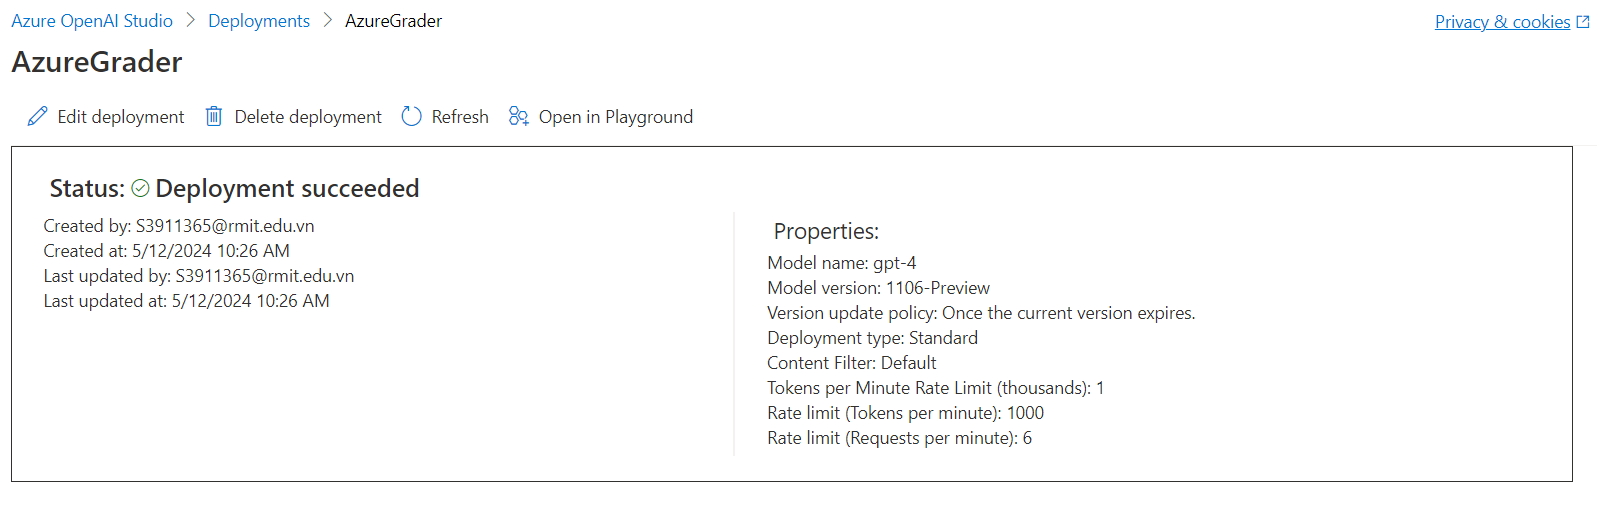 Azure OpenAI Studio > Deployments > AzureGrader
Privacy & cookies
AzureGrader
Edit deployment Delete deployment Refresh Open in Playground
Status: Deployment succeeded
Created by: S3911365@rmit.edu.vn
Created at: 5/12/2024 10:26 AM
Last updated by: S3911365@rmit.edu.vn
Last updated at: 5/12/2024 10:26 AM
Properties:
Model name: gpt-4
Model version: 1106-Preview
Version update policy: Once the current version expires.
Deployment type: Standard
Content Filter: Default
Tokens per Minute Rate Limit (thousands): 1
Rate limit (Tokens per minute): 1000
Rate limit (Requests per minute): 6